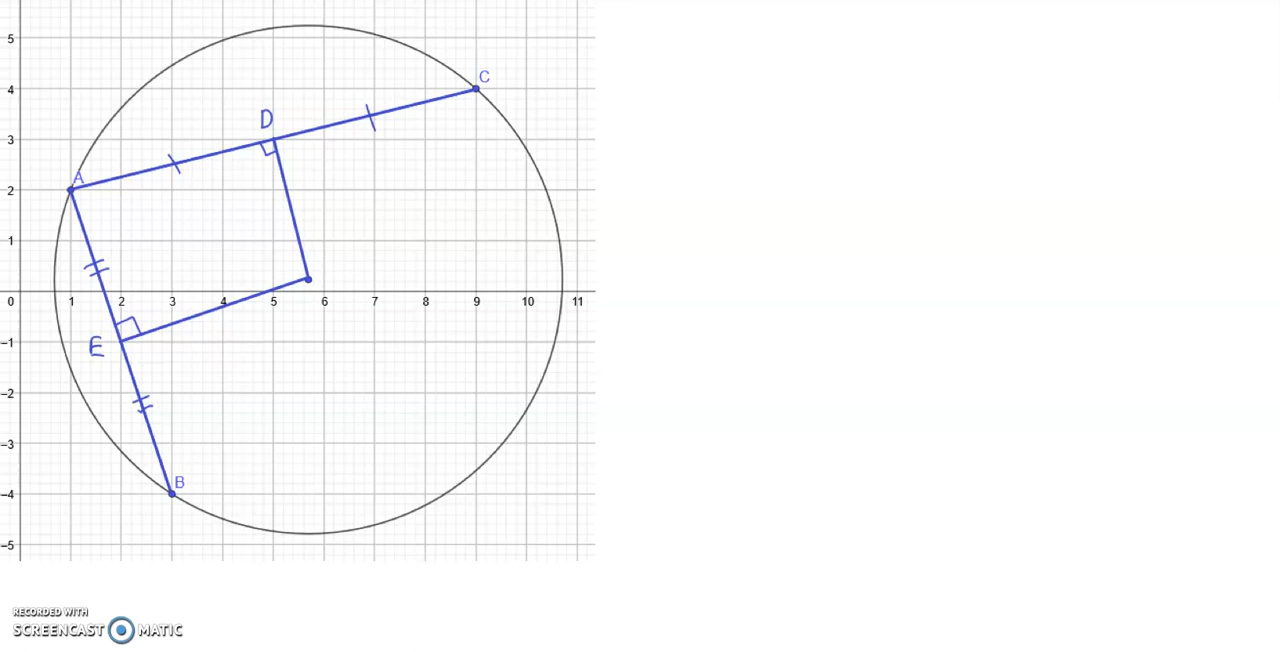 5
C
4
D
3
A
2
1
0 1 2 3 4 5 6 7 8 9 10 11
E
−1
−2
−3
B
−4
−5
RECORDED WITH
SCREENCAST MATIC